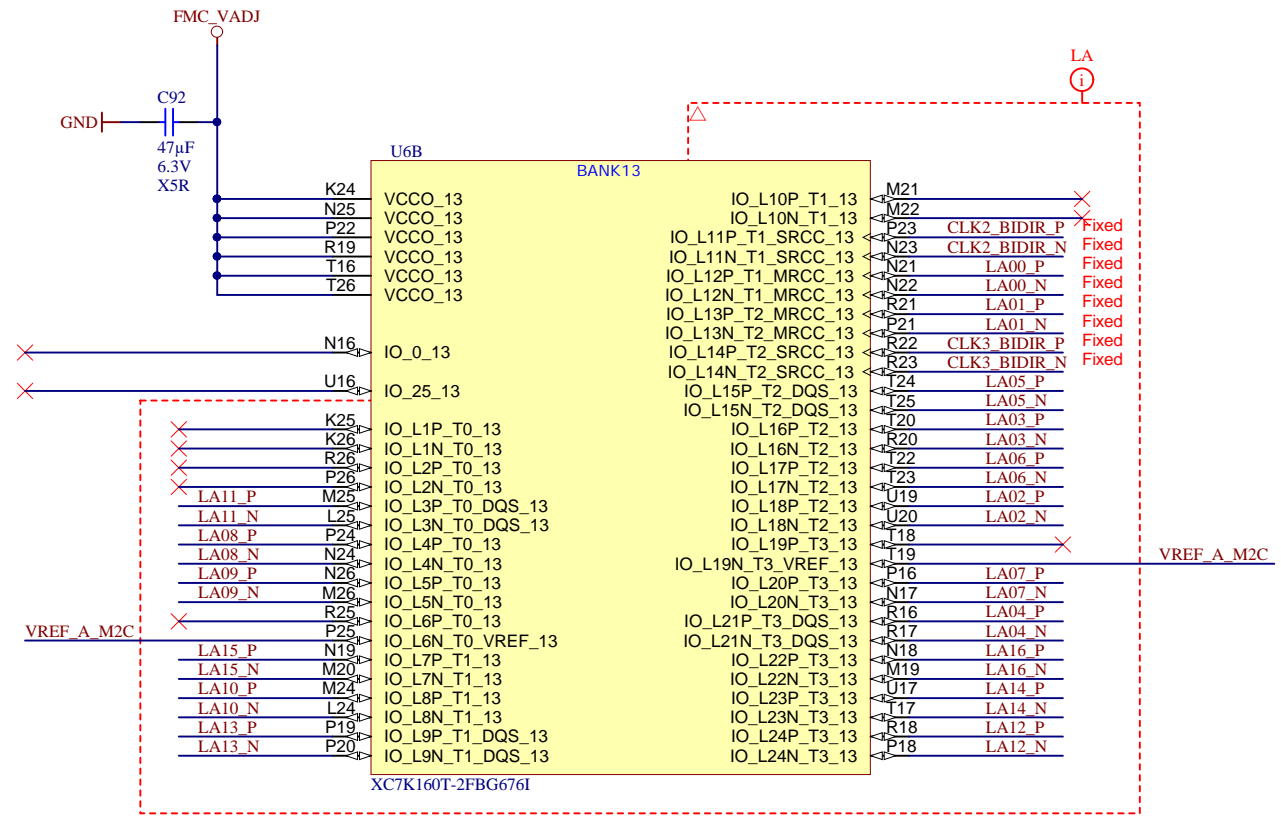 FMC_VADJ
LA
i
C92
GND
47µF
6.3V
X5R
U6B
BANK13
K24 VCCO_13
N25 VCCO_13
P22 VCCO_13
R19 VCCO_13
T16 VCCO_13
T26 VCCO_13
N16 IO_0_13
U16 IO_25_13
K25 IO_L1P_T0_13
K26 IO_L1N_T0_13
R26 IO_L2P_T0_13
P26 IO_L2N_T0_13
LA11_P M25 IO_L3P_T0_DQS_13
LA11_N L25 IO_L3N_T0_DQS_13
LA08_P P24 IO_L4P_T0_13
LA08_N N24 IO_L4N_T0_13
LA09_P N26 IO_L5P_T0_13
LA09_N M26 IO_L5N_T0_13
R25 IO_L6P_T0_13
VREF_A_M2C P25 IO_L6N_T0_VREF_13
LA15_P N19 IO_L7P_T1_13
LA15_N M20 IO_L7N_T1_13
LA10_P M24 IO_L8P_T1_13
LA10_N L24 IO_L8N_T1_13
LA13_P P19 IO_L9P_T1_DQS_13
LA13_N P20 IO_L9N_T1_DQS_13
IO_L10P_T1_13 M21
IO_L10N_T1_13 M22
IO_L11P_T1_SRCC_13 P23 CLK2_BIDIR_P Fixed
IO_L11N_T1_SRCC_13 N23 CLK2_BIDIR_N Fixed
IO_L12P_T1_MRCC_13 N21 LA00_P Fixed
IO_L12N_T1_MRCC_13 N22 LA00_N Fixed
IO_L13P_T2_MRCC_13 R21 LA01_P Fixed
IO_L13N_T2_MRCC_13 P21 LA01_N Fixed
IO_L14P_T2_SRCC_13 R22 CLK3_BIDIR_P Fixed
IO_L14N_T2_SRCC_13 R23 CLK3_BIDIR_N Fixed
IO_L15P_T2_DQS_13 T24 LA05_P
IO_L15N_T2_DQS_13 T25 LA05_N
IO_L16P_T2_13 T20 LA03_P
IO_L16N_T2_13 R20 LA03_N
IO_L17P_T2_13 T22 LA06_P
IO_L17N_T2_13 T23 LA06_N
IO_L18P_T2_13 U19 LA02_P
IO_L18N_T2_13 U20 LA02_N
IO_L19P_T3_13 T18
IO_L19N_T3_VREF_13 T19 VREF_A_M2C
IO_L20P_T3_13 P16 LA07_P
IO_L20N_T3_13 N17 LA07_N
IO_L21P_T3_DQS_13 R16 LA04_P
IO_L21N_T3_DQS_13 R17 LA04_N
IO_L22P_T3_13 N18 LA16_P
IO_L22N_T3_13 M19 LA16_N
IO_L23P_T3_13 U17 LA14_P
IO_L23N_T3_13 T17 LA14_N
IO_L24P_T3_13 R18 LA12_P
IO_L24N_T3_13 P18 LA12_N
XC7K160T-2FBG676I